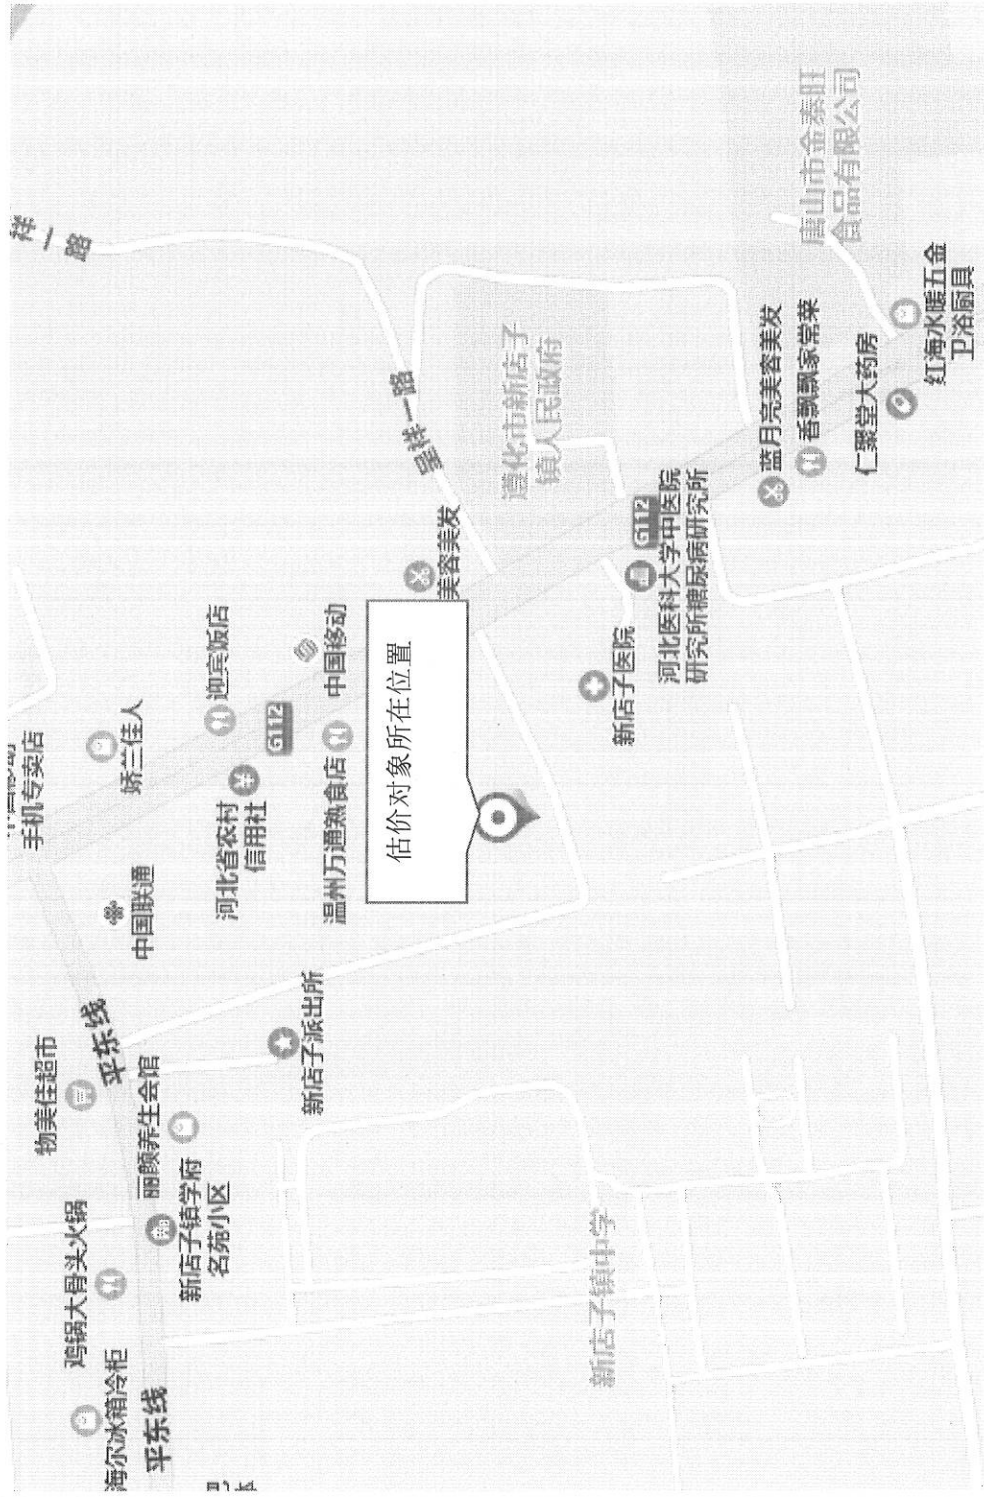 祥一路
手机专卖店
物美佳超市
鸡锅大骨头火锅
海尔冰箱冷柜
平东线
平东线
娇兰佳人
中国联通
丽颜养生会馆
新店子镇学府
名苑小区
迎宾饭店
河北省农村
信用社
G112
新店子派出所
中国移动
温州万通熟食店
估价对象所在位置
呈祥一路
美容美发
遵化市新店子
镇人民政府
新店子镇中学
新店子医院
G112
河北医科大学中医院
研究所糖尿病研究所
蓝月亮美容美发
香飘飘家常菜
唐山市金泰旺
食品有限公司
仁聚堂大药房
红海水暖五金
卫浴厨具